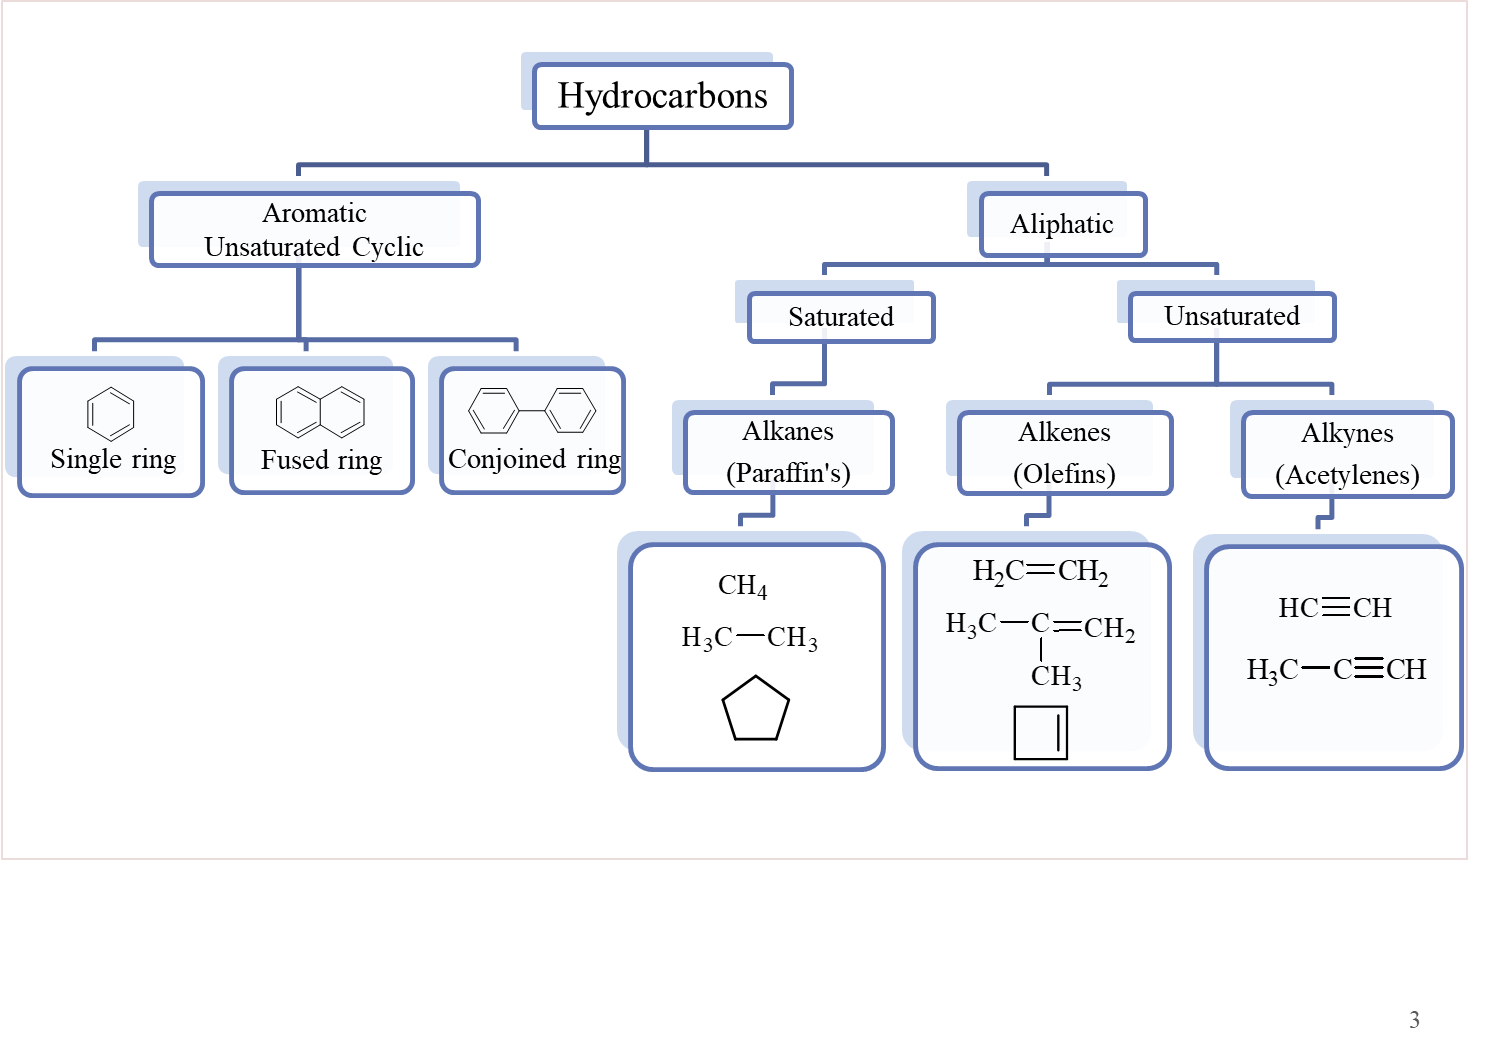 Hydrocarbons
Aromatic
Unsaturated Cyclic
Aliphatic
Saturated
Unsaturated
Single ring
Fused ring
Conjoined ring
Alkanes
(Paraffin's)
Alkenes
(Olefins)
Alkynes
(Acetylenes)
CH4
H3C—CH3
H2C=CH2
H3C—C=CH2
CH3
HC≡CH
H3C—C≡CH
3